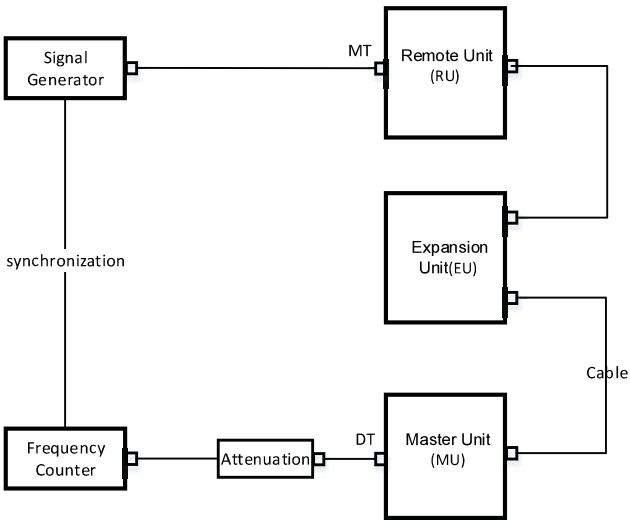 Signal
Generator
MT
Remote Unit
(RU)
synchronization
Expansion
Unit(EU)
Cable
Frequency
Counter
Attenuation
DT
Master Unit
(MU)